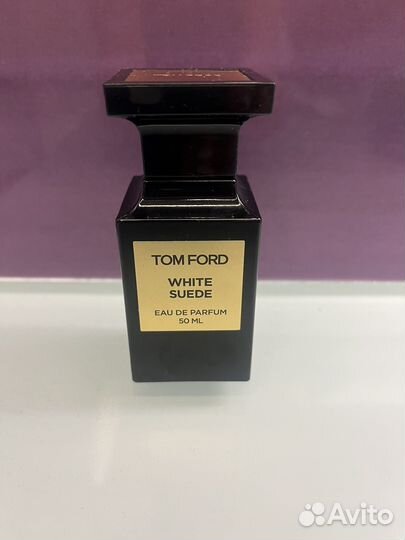 TOM FORD
WHITE
SUEDE
EAU DE PARFUM
50 ML
Avito